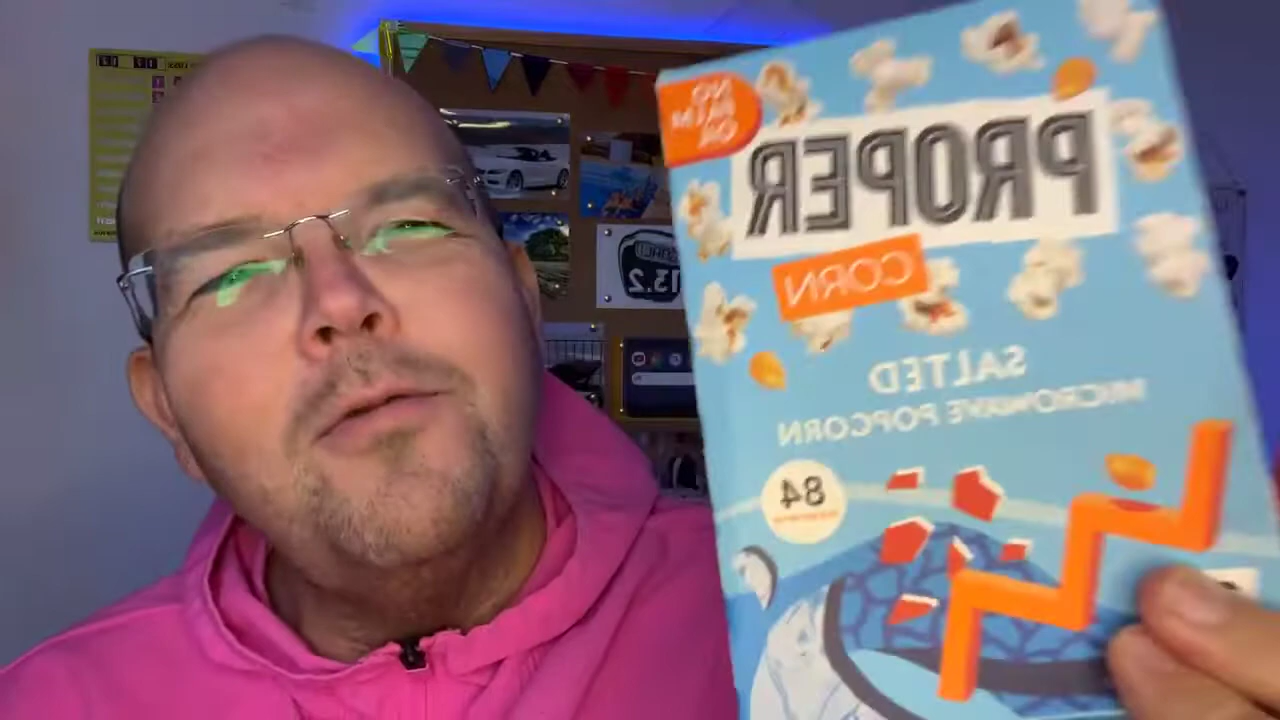 NO
PALM
OIL
PROPER
CORN
SALTED
MICROWAVE POPCORN
84
13.2